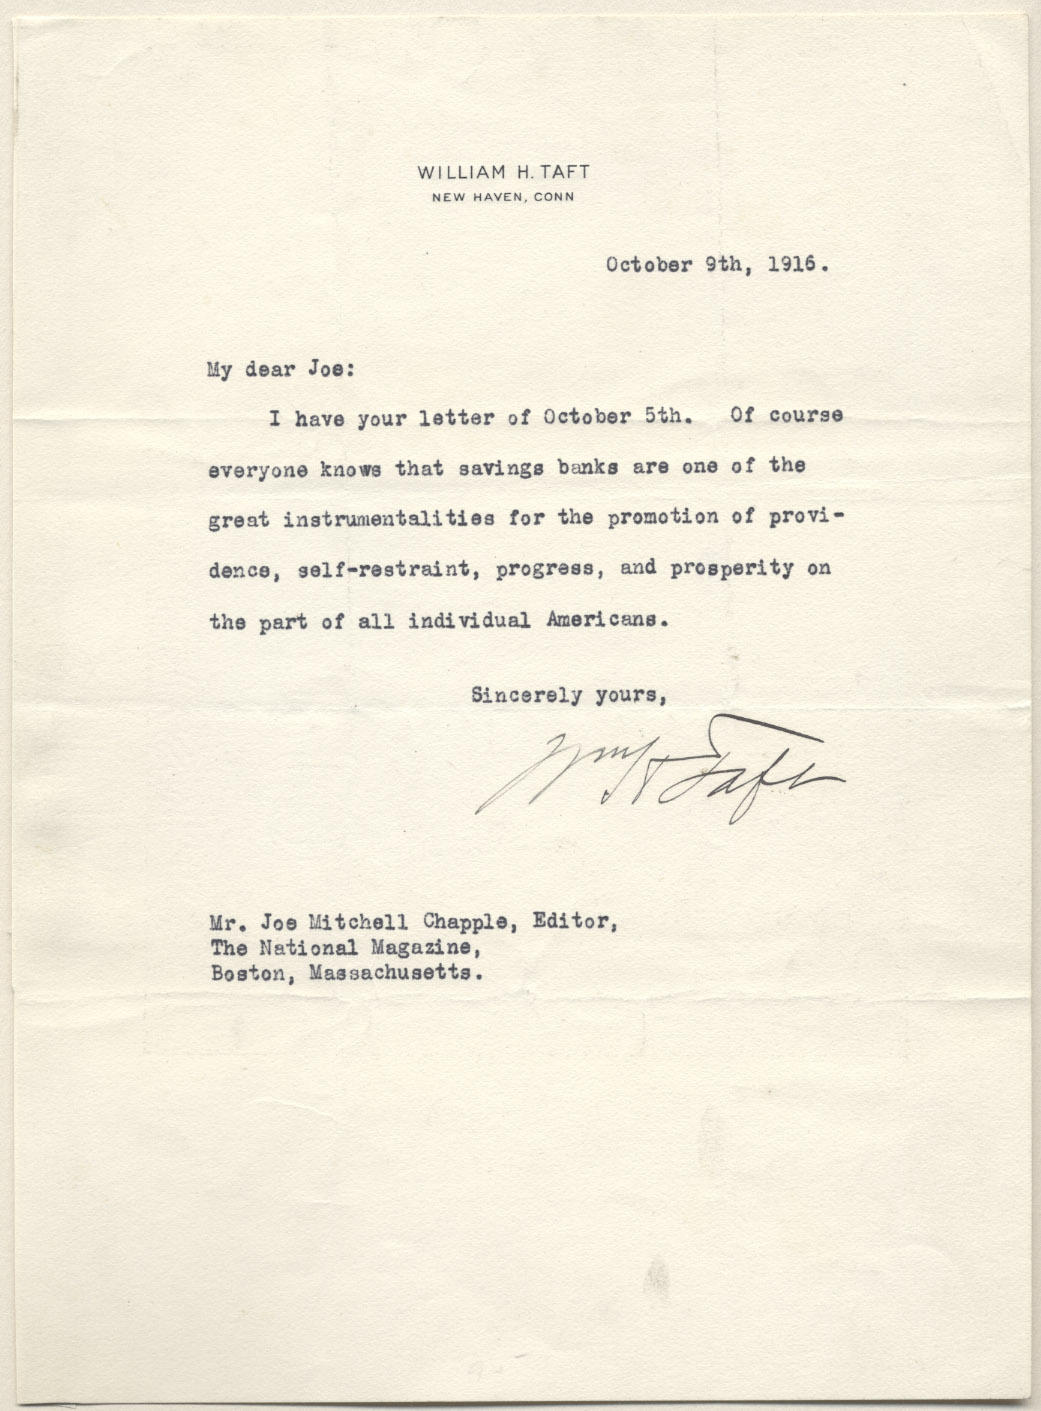 WILLIAM H. TAFT
NEW HAVEN, CONN
October 9th, 1916.
My dear Joe:
I have your letter of October 5th. Of course
everyone knows that savings banks are one of the
great instrumentalities for the promotion of provi-
dence, self-restraint, progress, and prosperity on
the part of all individual Americans.
Sincerely yours,
Wm H Taft
Mr. Joe Mitchell Chapple, Editor,
The National Magazine,
Boston, Massachusetts.